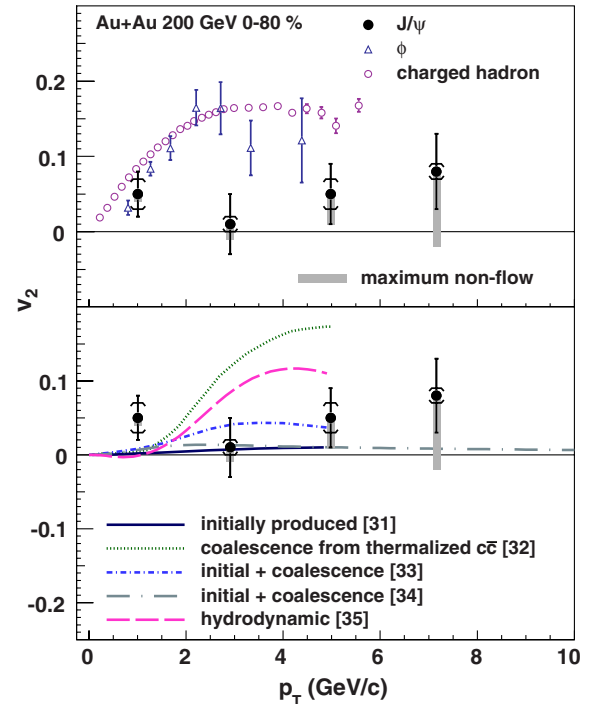 Au+Au 200 GeV 0-80 %
J/ψ
ϕ
charged hadron
0.2
0.1
0
maximum non-flow
v2
0.1
0
-0.1
-0.2
initially produced [31]
coalescence from thermalized cc̅ [32]
initial + coalescence [33]
initial + coalescence [34]
hydrodynamic [35]
0 2 4 6 8 10
pT (GeV/c)